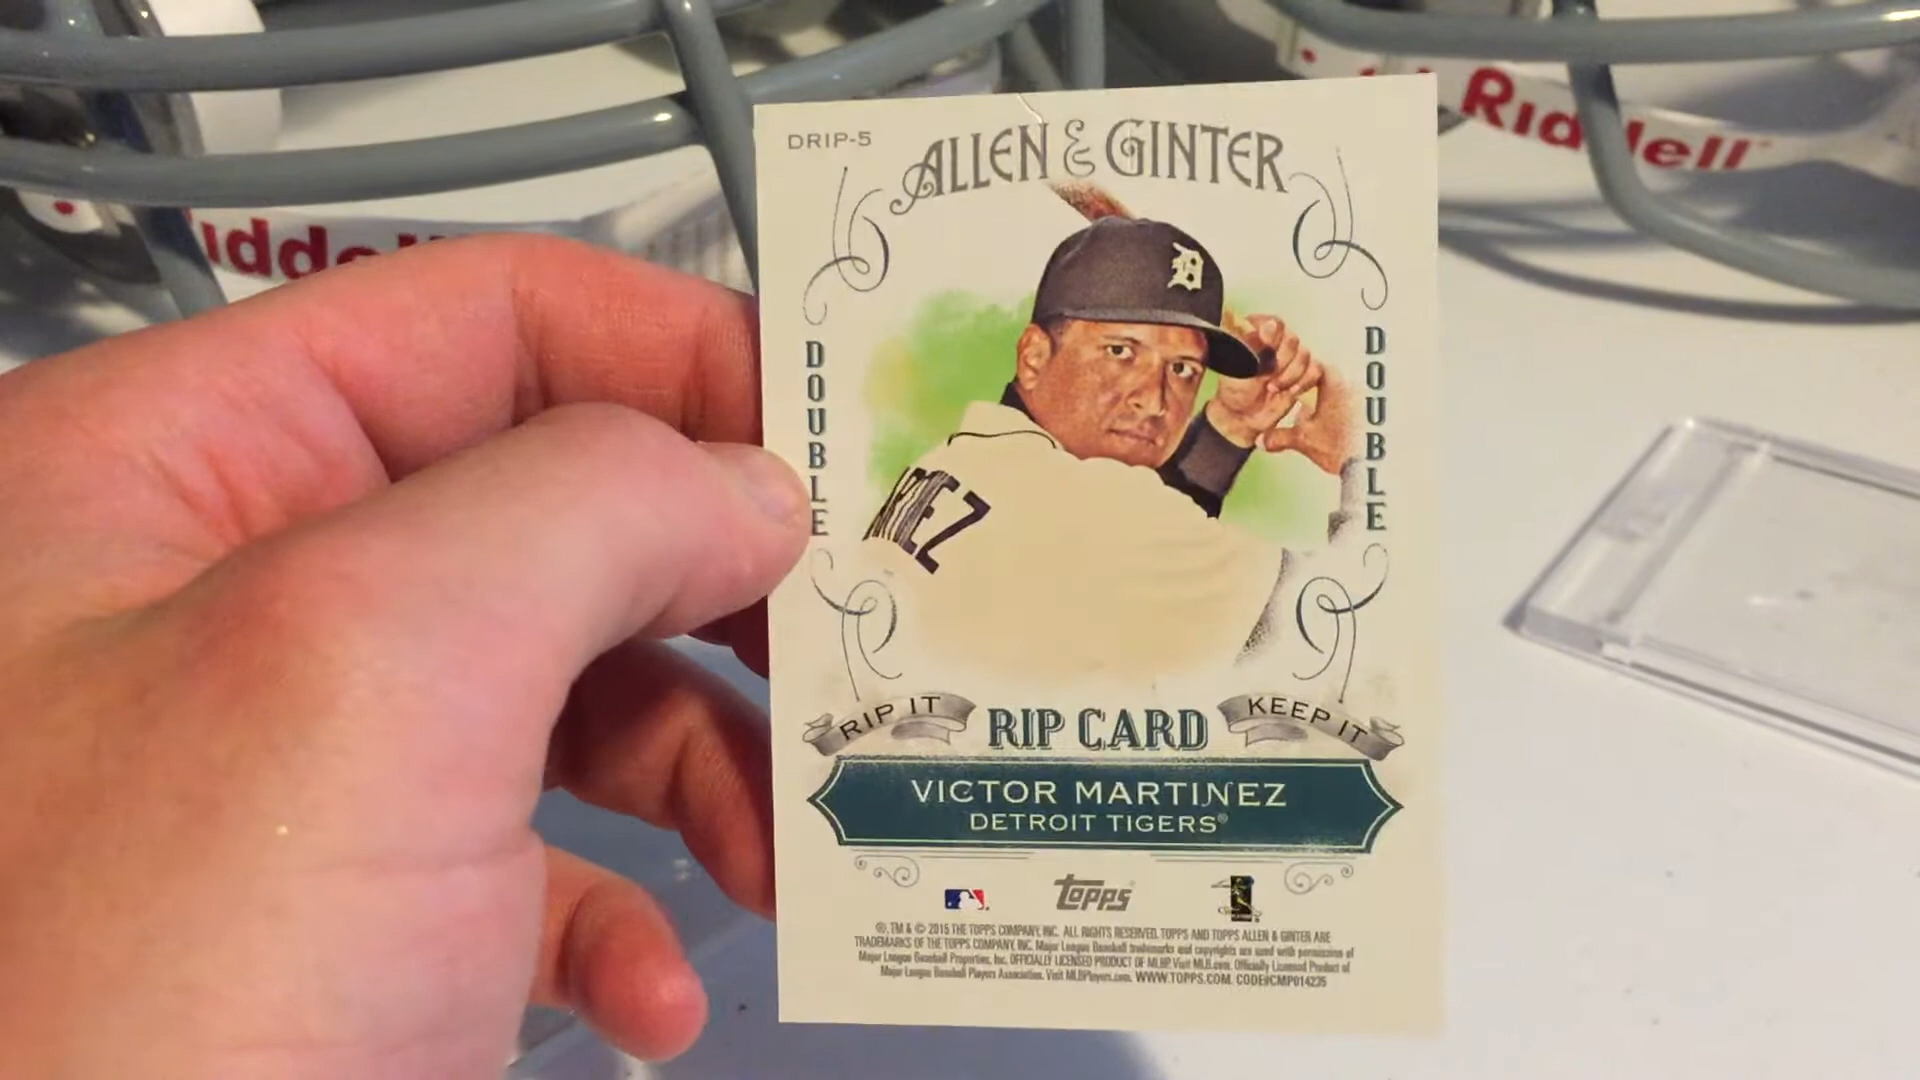 DRIP-5
ALLEN & GINTER
DOUBLE
DOUBLE
EZ
RIP IT
RIP CARD
KEEP IT
VICTOR MARTINEZ
DETROIT TIGERS®
topps
®, TM & © 2015 THE TOPPS COMPANY, INC. ALL RIGHTS RESERVED. TOPPS AND TOPPS ALLEN & GINTER ARE
TRADEMARKS OF THE TOPPS COMPANY, INC. Major League Baseball trademarks and copyrights are used with permission of
Major League Baseball Properties, Inc. OFFICIALLY LICENSED PRODUCT OF MLBP. Visit MLB.com. Officially Licensed Product of
Major League Baseball Players Association. Visit MLBPlayers.com. WWW.TOPPS.COM. CODE#CMP014235
Riddell
iddell